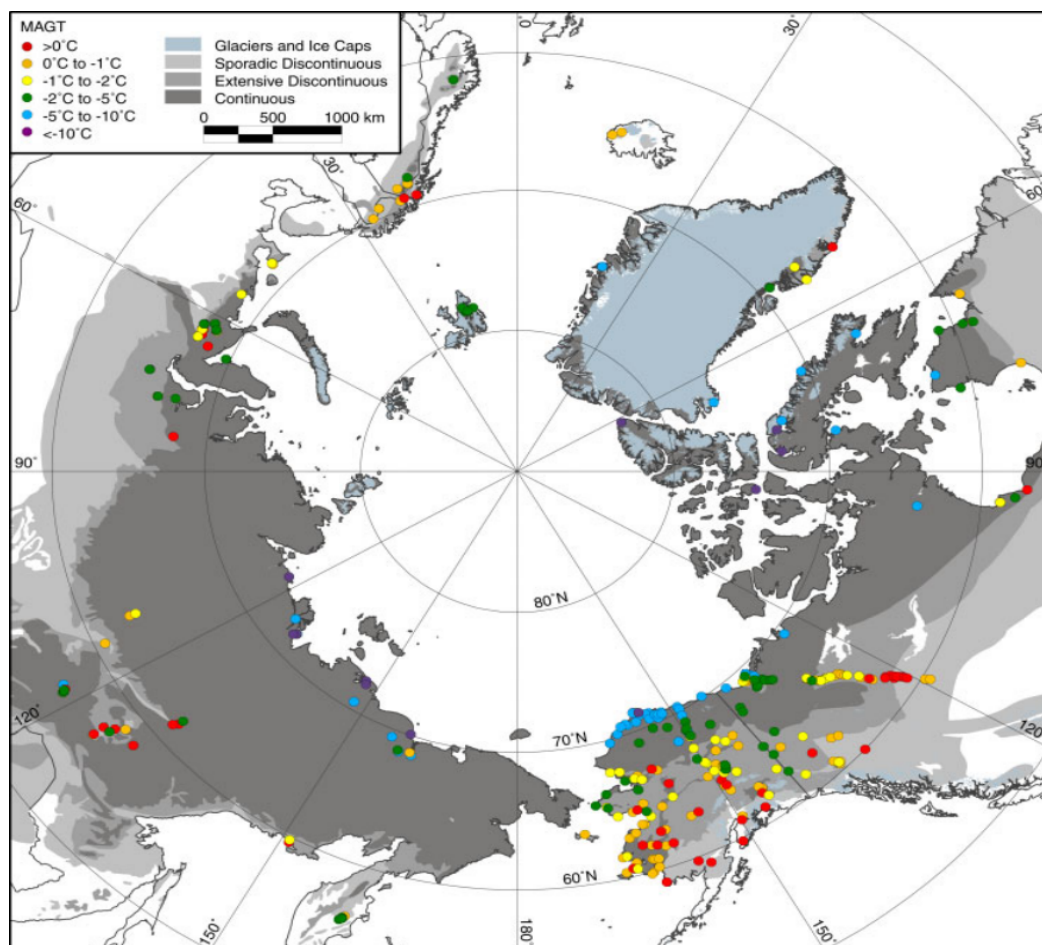 MAGT
>0°C
0°C to -1°C
-1°C to -2°C
-2°C to -5°C
-5°C to -10°C
<-10°C
Glaciers and Ice Caps
Sporadic Discontinuous
Extensive Discontinuous
Continuous
0 500 1000 km
0
30°
30°
60°
60°
90°
90°
80°N
120°
70°N
120°
60°N
150°
180°
150°